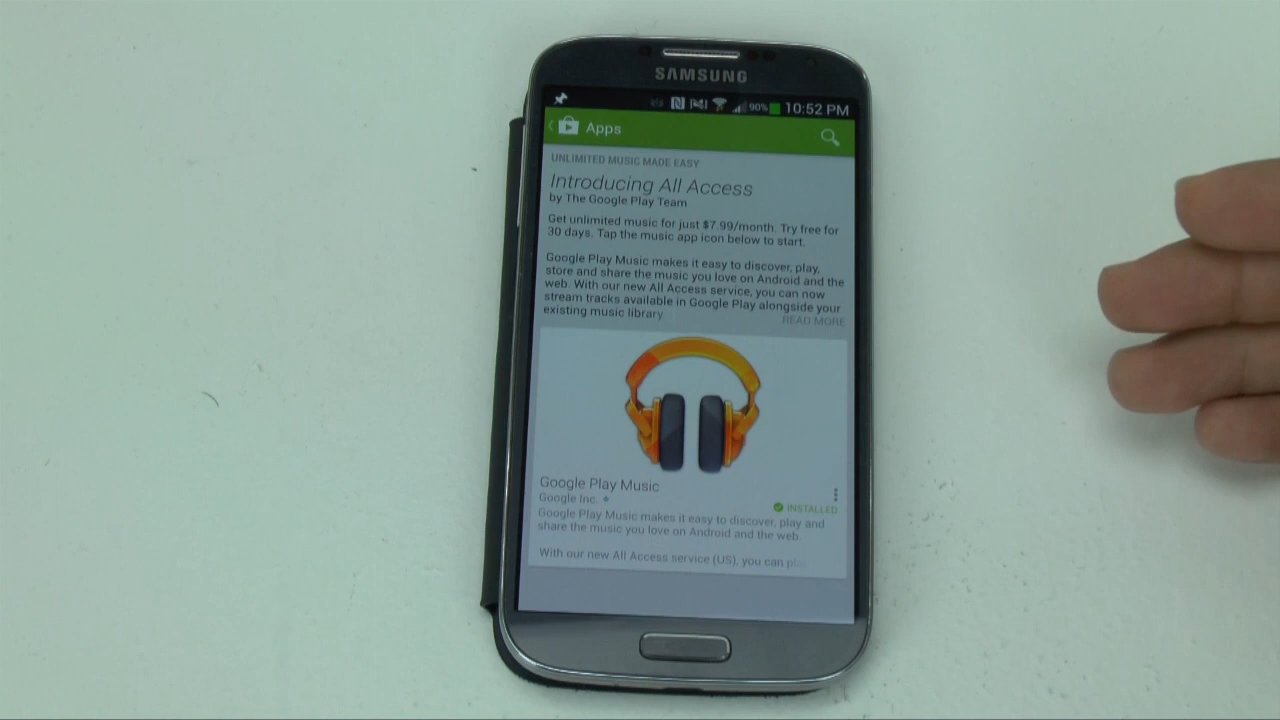 SAMSUNG
90% 10:52 PM
Apps
UNLIMITED MUSIC MADE EASY
Introducing All Access
by The Google Play Team
Get unlimited music for just $7.99/month. Try free for
30 days. Tap the music app icon below to start.
Google Play Music makes it easy to discover, play,
store and share the music you love on Android and the
web. With our new All Access service, you can now
stream tracks available in Google Play alongside your
existing music library
READ MORE
Google Play Music
Google Inc.
INSTALLED
Google Play Music makes it easy to discover, play and
share the music you love on Android and the web.
With our new All Access service (US), you can pla